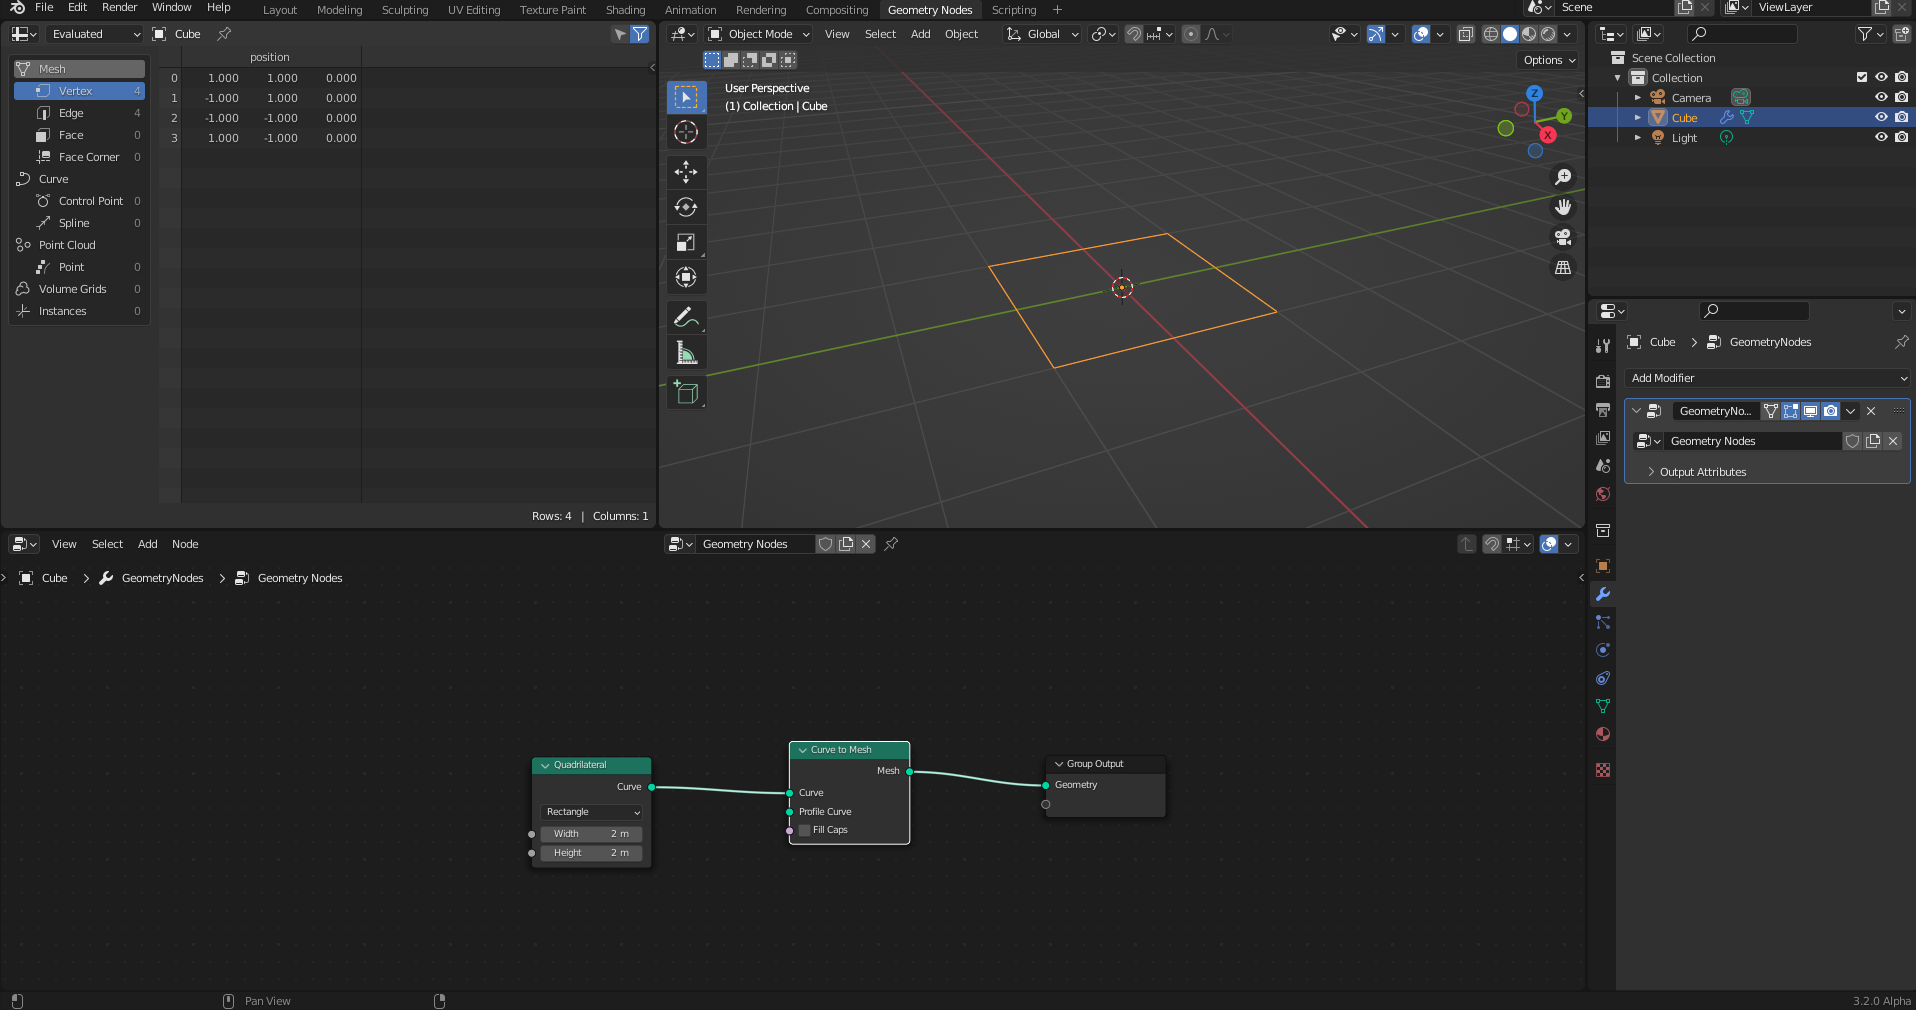 File Edit Render Window Help
Layout Modeling Sculpting UV Editing Texture Paint Shading Animation Rendering Compositing Geometry Nodes Scripting +
Scene
ViewLayer
Evaluated
Cube
position
Mesh
Vertex 4
Edge 4
Face 0
Face Corner 0
Curve
Control Point 0
Spline 0
Point Cloud
Point 0
Volume Grids 0
Instances 0
0 1.000 1.000 0.000
1 -1.000 1.000 0.000
2 -1.000 -1.000 0.000
3 1.000 -1.000 0.000
Rows: 4 | Columns: 1
Object Mode View Select Add Object
Global
Options
User Perspective
(1) Collection | Cube
Z
Y
X
Scene Collection
Collection
Camera
Cube
Light
Cube > GeometryNodes
Add Modifier
GeometryNo...
Geometry Nodes
Output Attributes
View Select Add Node
Geometry Nodes
Cube > GeometryNodes > Geometry Nodes
Quadrilateral
Curve
Rectangle
Width 2 m
Height 2 m
Curve to Mesh
Mesh
Curve
Profile Curve
Fill Caps
Group Output
Geometry
Pan View
3.2.0 Alpha